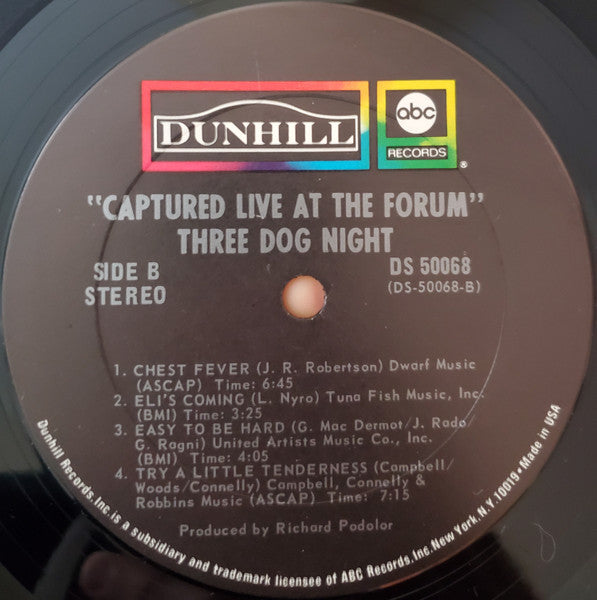 DUNHILL
abc
RECORDS
®
"CAPTURED LIVE AT THE FORUM"
THREE DOG NIGHT
SIDE B
STEREO
DS 50068
(DS-50068-B)
1. CHEST FEVER (J. R. Robertson) Dwarf Music
(ASCAP) Time: 6:45
2. ELI'S COMING (L. Nyro) Tuna Fish Music, Inc.
(BMI) Time: 3:25
3. EASY TO BE HARD (G. Mac Dermot/J. Rado/
G. Ragni) United Artists Music Co., Inc.
(BMI) Time: 4:05
4. TRY A LITTLE TENDERNESS (Campbell/
Woods/Connelly) Campbell, Connelly &
Robbins Music (ASCAP) Time: 7:15
Produced by Richard Podolor
Dunhill Records, Inc. is a subsidiary and trademark licensee of ABC Records, Inc. New York, N.Y. 10019 • Made in USA